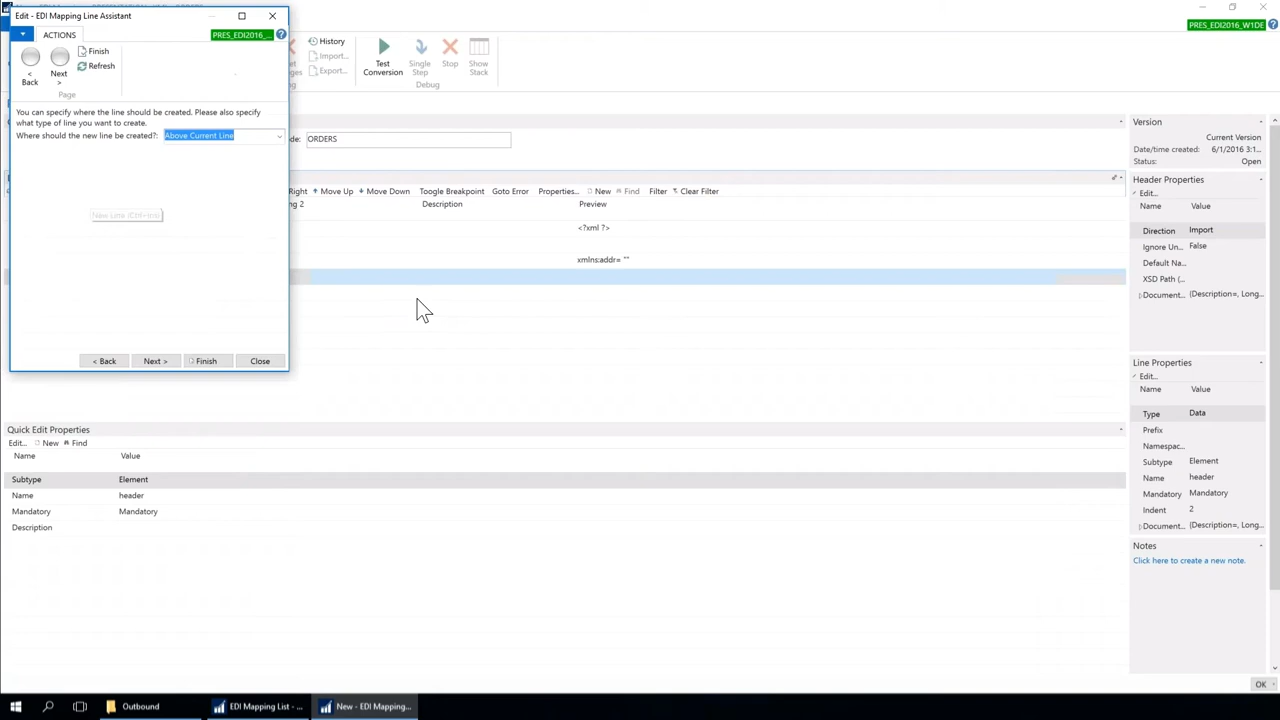 Edit - EDI Mapping Line Assistant
ACTIONS
PRES_EDI2016_...
< Back
Next >
Finish
Refresh
Page
You can specify where the line should be created. Please also specify
what type of line you want to create.
Where should the new line be created?:
Above Current Line
New Line (Ctrl+Ins)
< Back
Next >
Finish
Close
PRES_EDI2016_W1DE
History
Import...
Export...
Test Conversion
Single Step
Stop
Show Stack
Debug
ORDERS
Right
Move Up
Move Down
Toogle Breakpoint
Goto Error
Properties...
New
Find
Filter
Clear Filter
Description
Preview
<?xml ?>
xmlns:addr= ""
Quick Edit Properties
Edit...
New
Find
Name Value
Subtype Element
Name header
Mandatory Mandatory
Description
Version
Current Version
Date/time created: 6/1/2016 3:1...
Status: Open
Header Properties
Edit...
Name Value
Direction Import
Ignore Un... False
Default Na...
XSD Path (...
Document... (Description=, Long...
Line Properties
Edit...
Name Value
Type Data
Prefix
Namespac...
Subtype Element
Name header
Mandatory Mandatory
Indent 2
Document... (Description=, Long...
Notes
Click here to create a new note.
OK
Outbound
EDI Mapping List - ...
New - EDI Mapping...